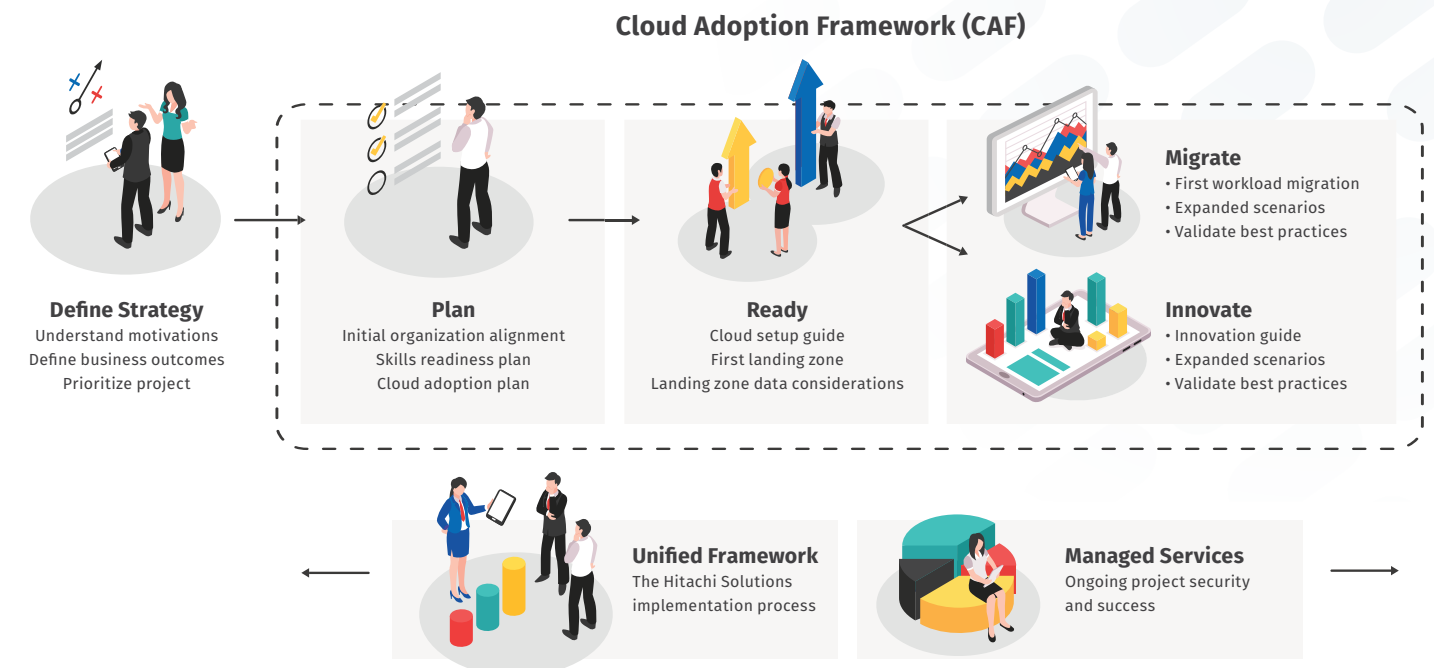 Cloud Adoption Framework (CAF)
Define Strategy
Understand motivations
Define business outcomes
Prioritize project
Plan
Initial organization alignment
Skills readiness plan
Cloud adoption plan
Ready
Cloud setup guide
First landing zone
Landing zone data considerations
Migrate
• First workload migration
• Expanded scenarios
• Validate best practices
Innovate
• Innovation guide
• Expanded scenarios
• Validate best practices
Unified Framework
The Hitachi Solutions
implementation process
Managed Services
Ongoing project security
and success